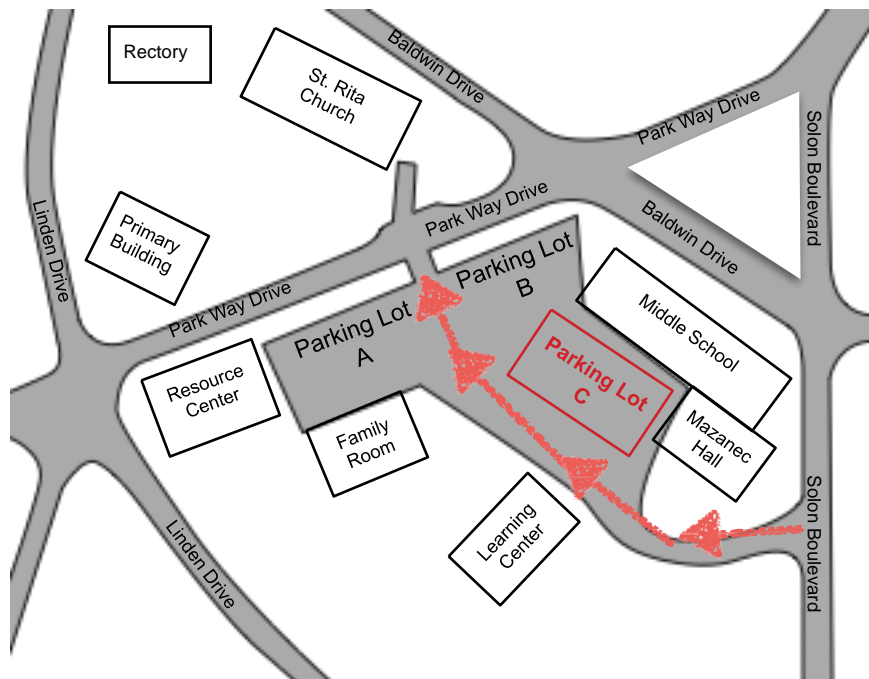 Rectory
St. Rita
Church
Baldwin Drive
Park Way Drive
Solon Boulevard
Linden Drive
Primary
Building
Park Way Drive
Baldwin Drive
Parking Lot
B
Park Way Drive
Parking Lot
A
Middle School
Resource
Center
Parking Lot
C
Family
Room
Mazanec
Hall
Learning
Center
Solon Boulevard
Linden Drive